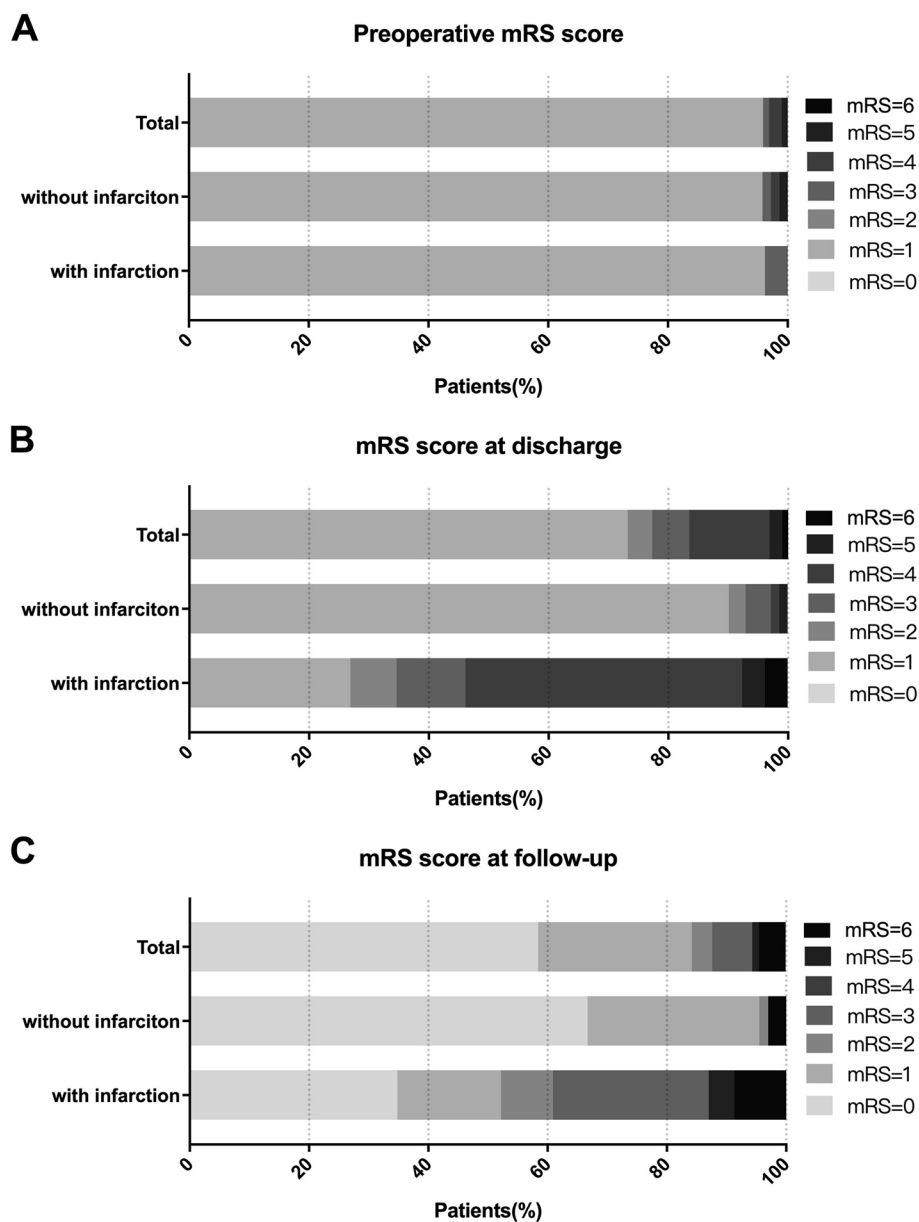 A
Preoperative mRS score
Total
without infarciton
with infarction
0
20
40
60
80
100
Patients(%)
mRS=6
mRS=5
mRS=4
mRS=3
mRS=2
mRS=1
mRS=0
B
mRS score at discharge
Total
without infarciton
with infarction
0
20
40
60
80
100
Patients(%)
mRS=6
mRS=5
mRS=4
mRS=3
mRS=2
mRS=1
mRS=0
C
mRS score at follow-up
Total
without infarciton
with infarction
0
20
40
60
80
100
Patients(%)
mRS=6
mRS=5
mRS=4
mRS=3
mRS=2
mRS=1
mRS=0